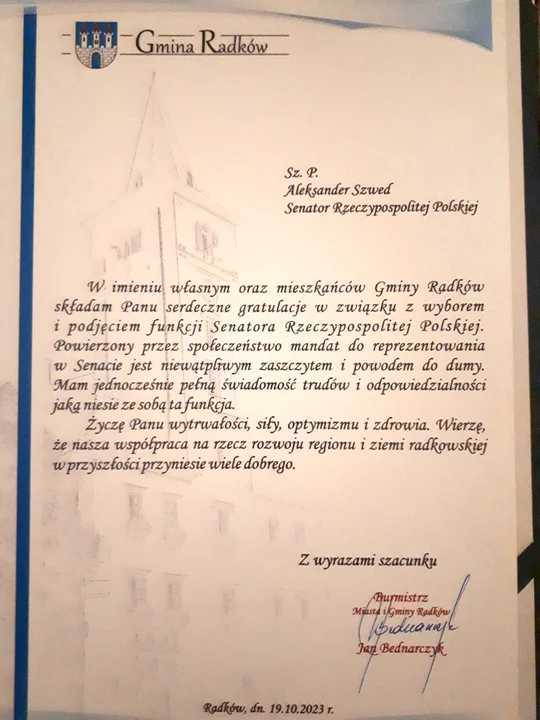 Gmina Radków
Sz. P.
Aleksander Szwed
Senator Rzeczypospolitej Polskiej
W imieniu własnym oraz mieszkańców Gminy Radków
składam Panu serdeczne gratulacje w związku z wyborem
i podjęciem funkcji Senatora Rzeczypospolitej Polskiej.
Powierzony przez społeczeństwo mandat do reprezentowania
w Senacie jest niewątpliwym zaszczytem i powodem do dumy.
Mam jednocześnie pełną świadomość trudów i odpowiedzialności
jaką niesie ze sobą ta funkcja.
Życzę Panu wytrwałości, siły, optymizmu i zdrowia. Wierzę,
że nasza współpraca na rzecz rozwoju regionu i ziemi radkowskiej
w przyszłości przyniesie wiele dobrego.
Z wyrazami szacunku
Burmistrz
Miasta i Gminy Radków
Bednarczyk
Jan Bednarczyk
Radków, dn. 19.10.2023 r.